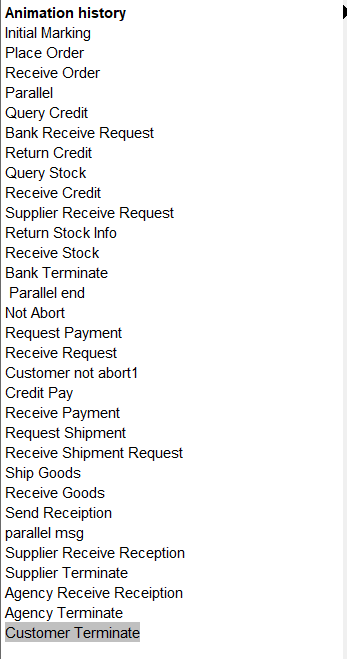 Animation history
Initial Marking
Place Order
Receive Order
Parallel
Query Credit
Bank Receive Request
Return Credit
Query Stock
Receive Credit
Supplier Receive Request
Return Stock Info
Receive Stock
Bank Terminate
Parallel end
Not Abort
Request Payment
Receive Request
Customer not abort1
Credit Pay
Receive Payment
Request Shipment
Receive Shipment Request
Ship Goods
Receive Goods
Send Receiption
parallel msg
Supplier Receive Reception
Supplier Terminate
Agency Receive Receiption
Agency Terminate
Customer Terminate